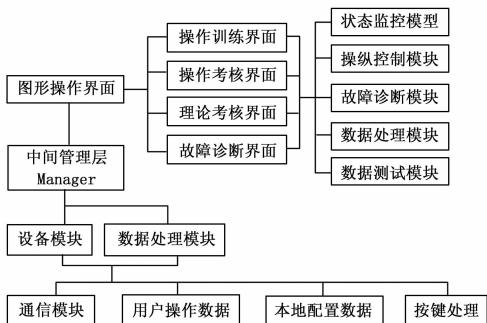 图形操作界面
操作训练界面
操作考核界面
理论考核界面
故障诊断界面
状态监控模型
操纵控制模块
故障诊断模块
数据处理模块
数据测试模块
中间管理层
Manager
设备模块
数据处理模块
通信模块
用户操作数据
本地配置数据
按键处理